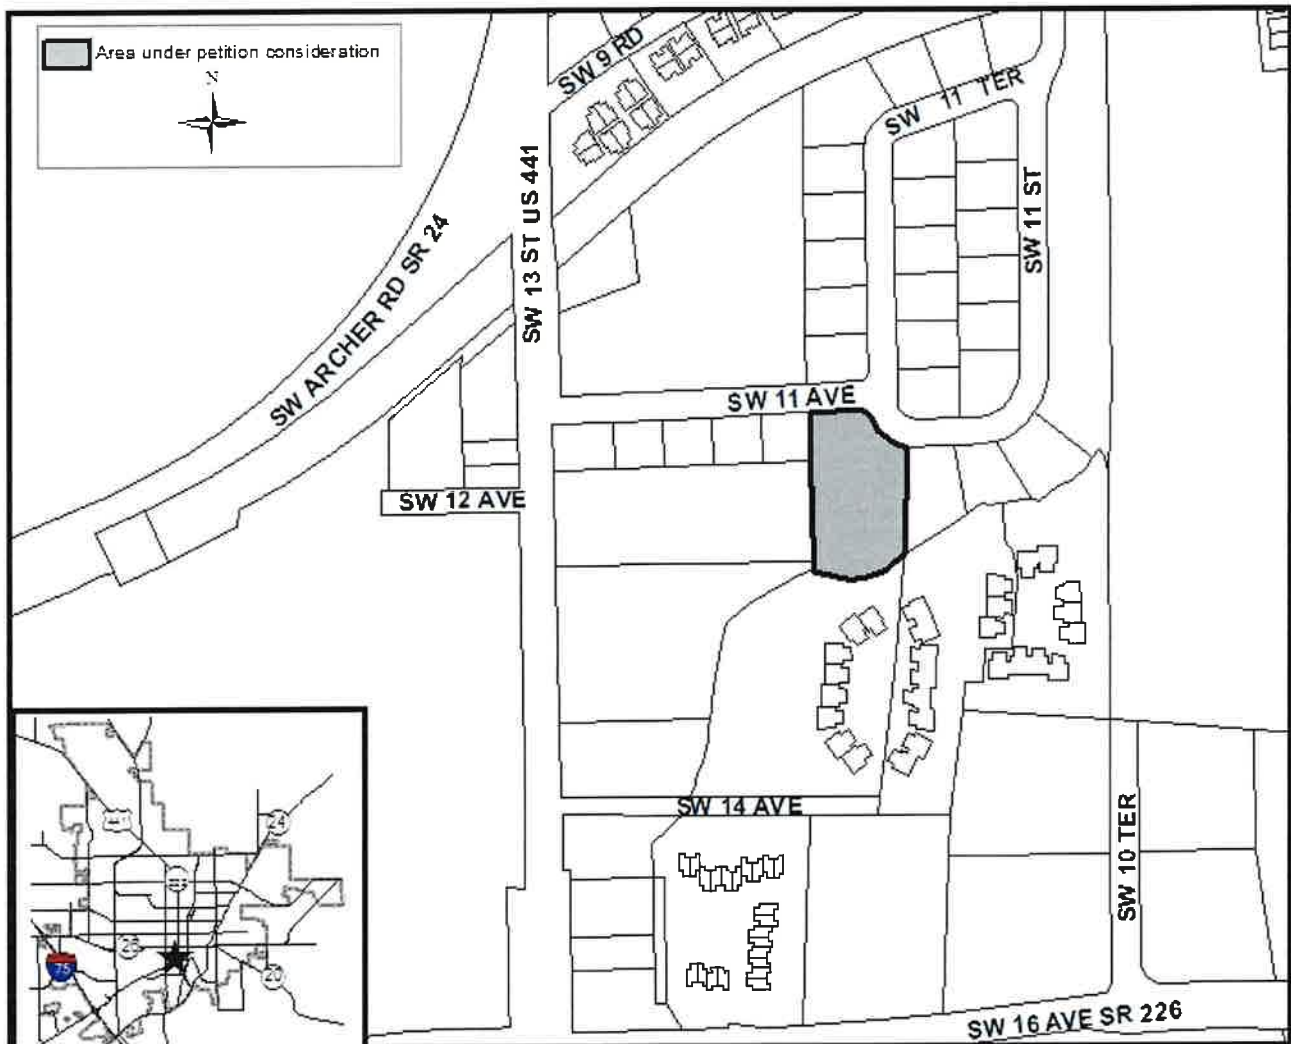 Area under petition consideration
N
SW 9 RD
SW 11 TER
SW 13 ST US 441
SW 11 ST
SW ARCHER RD SR 24
SW 11 AVE
SW 12 AVE
SW 14 AVE
SW 10 TER
SW 16 AVE SR 226
24
26
75
20